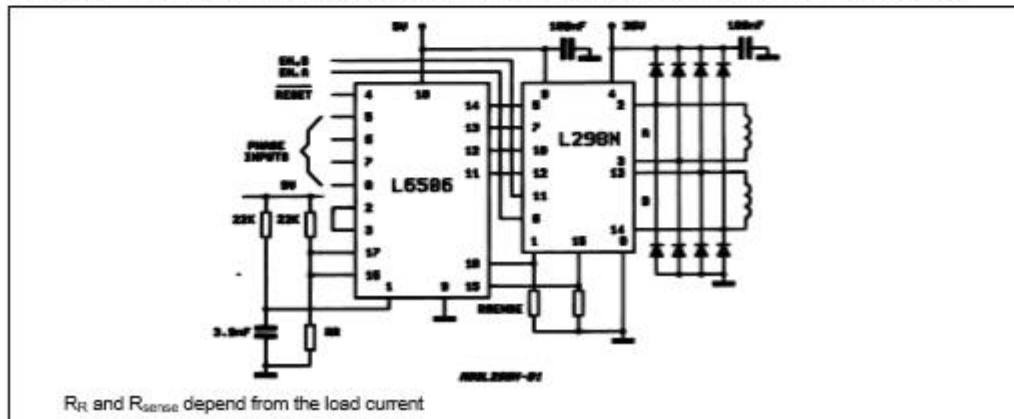 5V
100nF
36V
100nF
EN.B
EN.A
RESET
4
18
14
5
9
4
2
5
13
7
L298N
A
PHASE
INPUTS
6
12
10
7
11
12
3
13
8
L6506
11
B
5V
2
6
22K
22K
3
14
1
15
8
17
16
18
1
9
15
RSENSE
3.9nF
RR
RR and Rsense depend from the load current